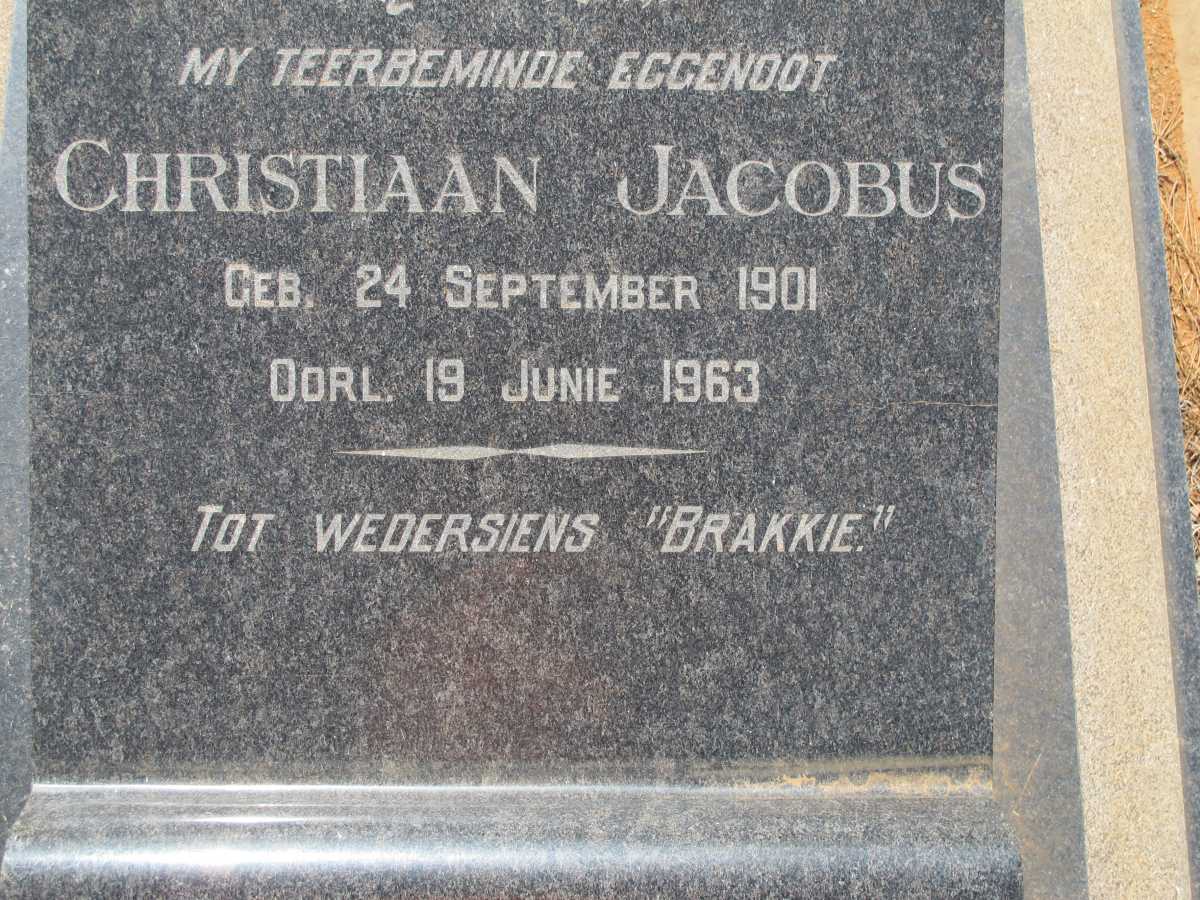 MY TEERBEMINDE EGGENOOT
CHRISTIAAN JACOBUS
GEB. 24 SEPTEMBER 1901
OORL. 19 JUNIE 1963
TOT WEDERSIENS "BRAKKIE."